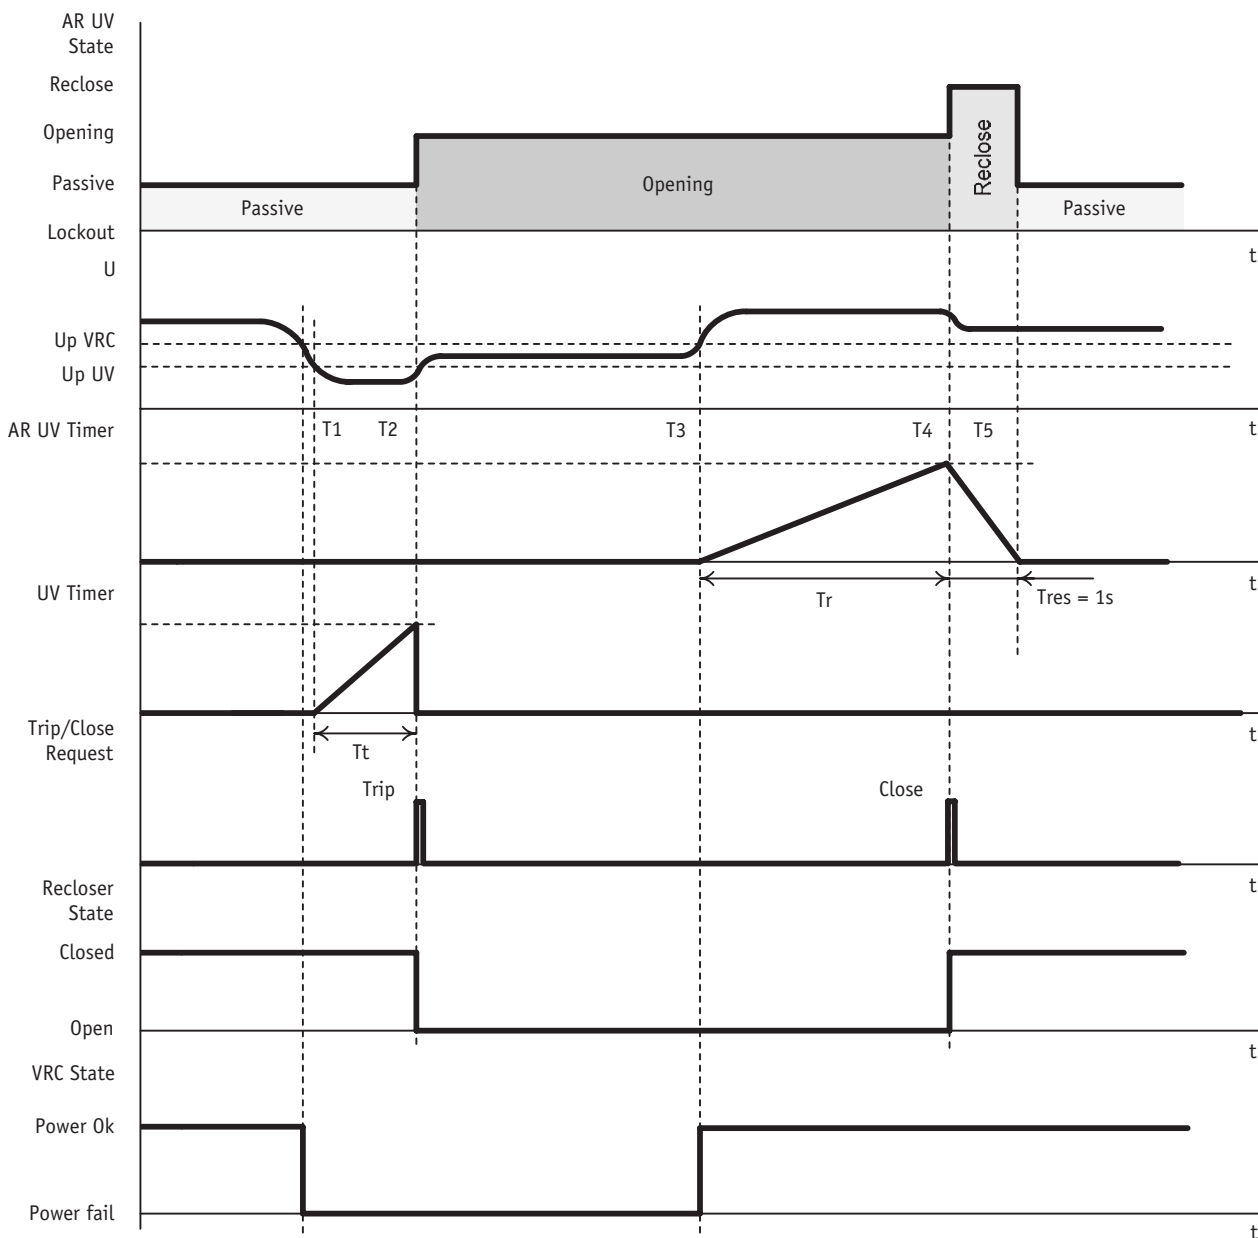 AR UV
State
Reclose
Opening
Passive
Lockout
Passive
Opening
Reclose
Passive
t
U
Up VRC
Up UV
AR UV Timer
T1
T2
T3
T4
T5
t
Tr
Tres = 1s
t
UV Timer
Tt
t
Trip/Close
Request
Trip
Close
t
Recloser
State
Closed
Open
t
VRC State
Power Ok
Power fail
t